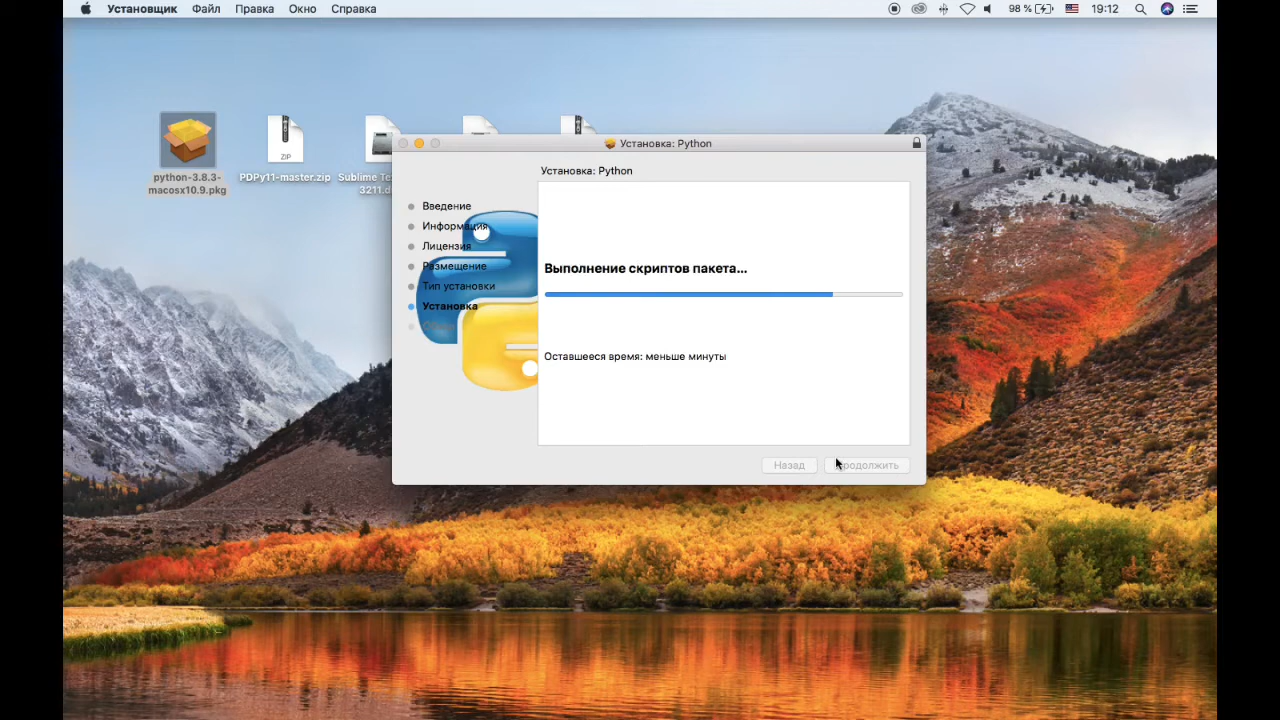 Установщик Файл Правка Окно Справка 98 % 19:12
python-3.8.3-
macosx10.9.pkg
ZIP
PDPy11-master.zip
Sublime Te
3211.d
Установка: Python
Установка: Python
Введение
Информация
Лицензия
Размещение
Тип установки
Установка
Выполнение скриптов пакета...
Оставшееся время: меньше минуты
Назад
Продолжить